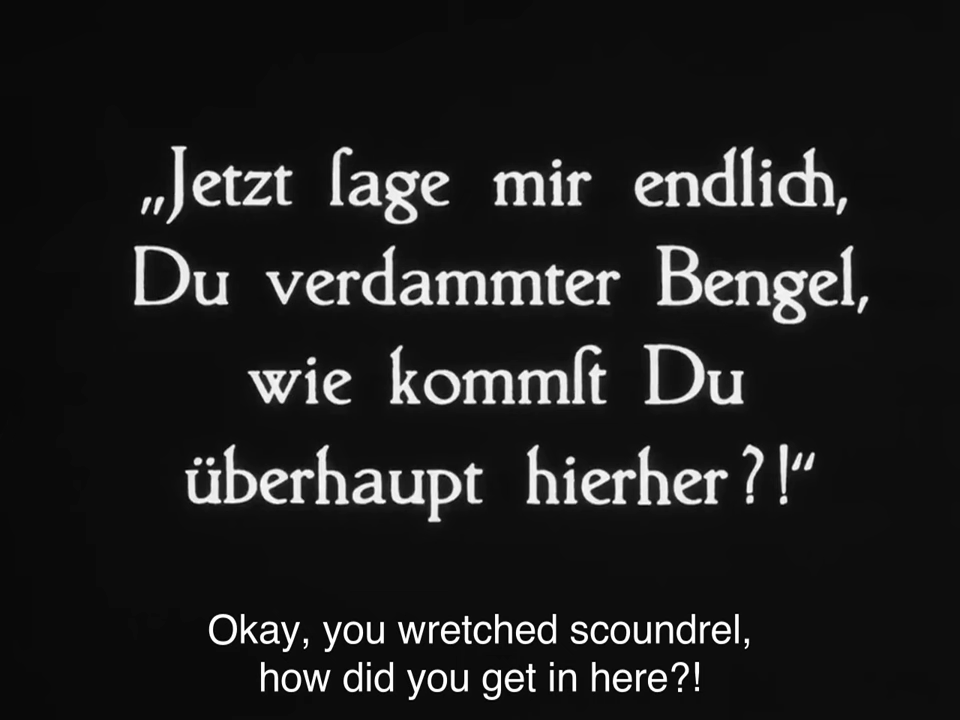 „Jetzt ſage mir endlich,
Du verdammter Bengel,
wie kommſt Du
überhaupt hierher?!“
Okay, you wretched scoundrel,
how did you get in here?!